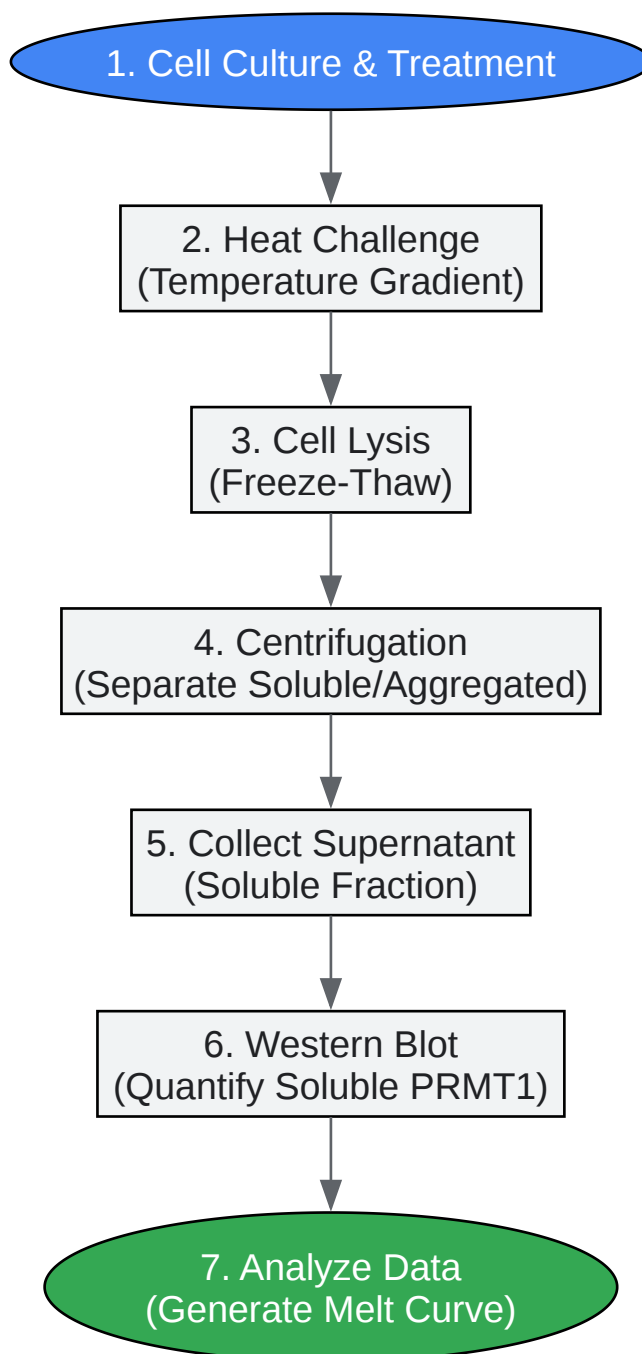 1. Cell Culture & Treatment
2. Heat Challenge
(Temperature Gradient)
3. Cell Lysis
(Freeze-Thaw)
4. Centrifugation
(Separate Soluble/Aggregated)
5. Collect Supernatant
(Soluble Fraction)
6. Western Blot
(Quantify Soluble PRMT1)
7. Analyze Data
(Generate Melt Curve)